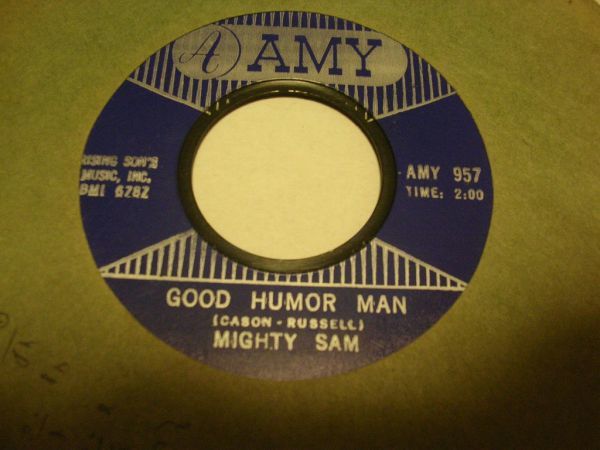 A AMY
RISING SON'S
MUSIC, INC.
BMI 6282
AMY 957
TIME: 2:00
GOOD HUMOR MAN
(CASON - RUSSELL)
MIGHTY SAM